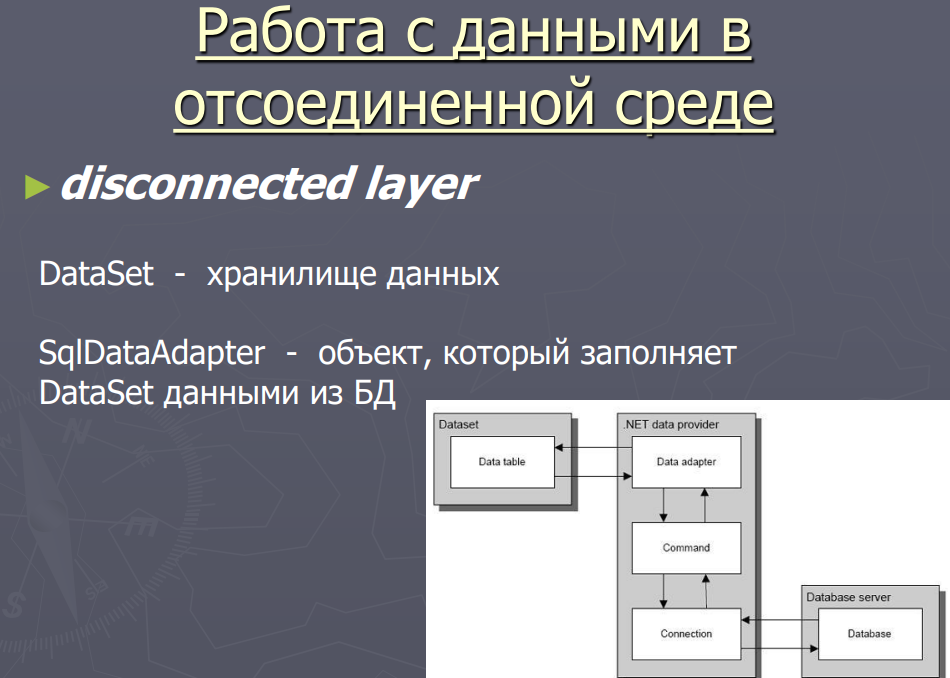 Работа с данными в
отсоединенной среде
disconnected layer
DataSet - хранилище данных
SqlDataAdapter - объект, который заполняет
DataSet данными из БД
Dataset
Data table
.NET data provider
Data adapter
Command
Connection
Database server
Database
N
m
S